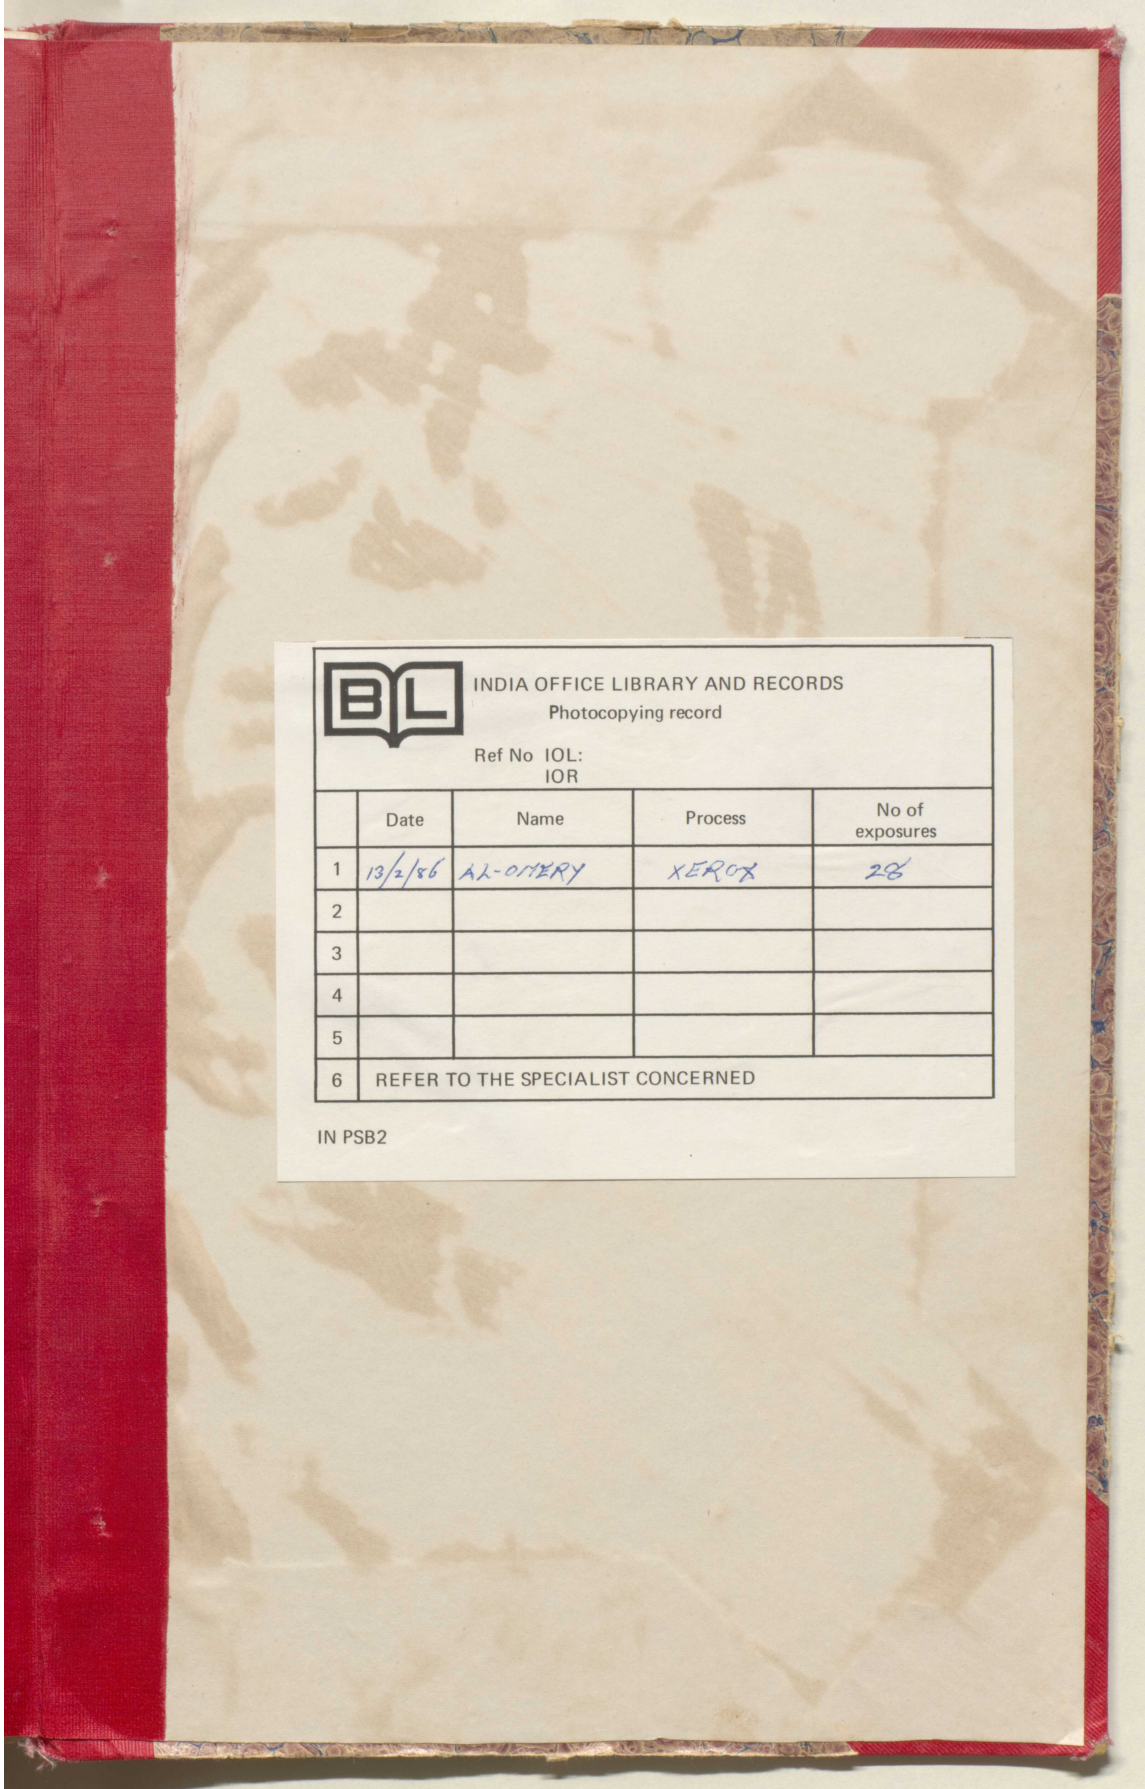 BL
INDIA OFFICE LIBRARY AND RECORDS
Photocopying record
Ref No IOL:
IOR
Date Name Process No of exposures
1 13/2/86 AL-OMERY XEROX 28
2
3
4
5
6 REFER TO THE SPECIALIST CONCERNED
IN PSB2